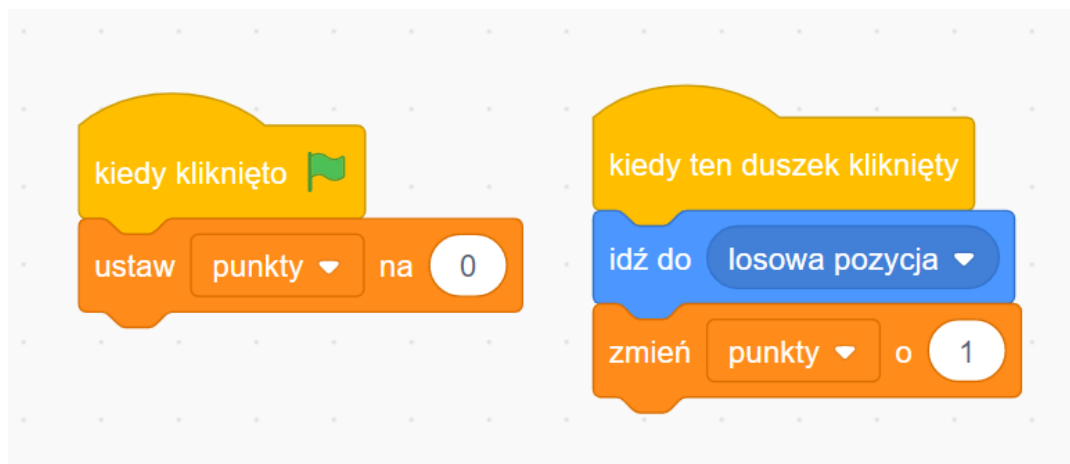 kiedy kliknięto
ustaw punkty na 0
kiedy ten duszek kliknięty
idź do losowa pozycja
zmień punkty o 1